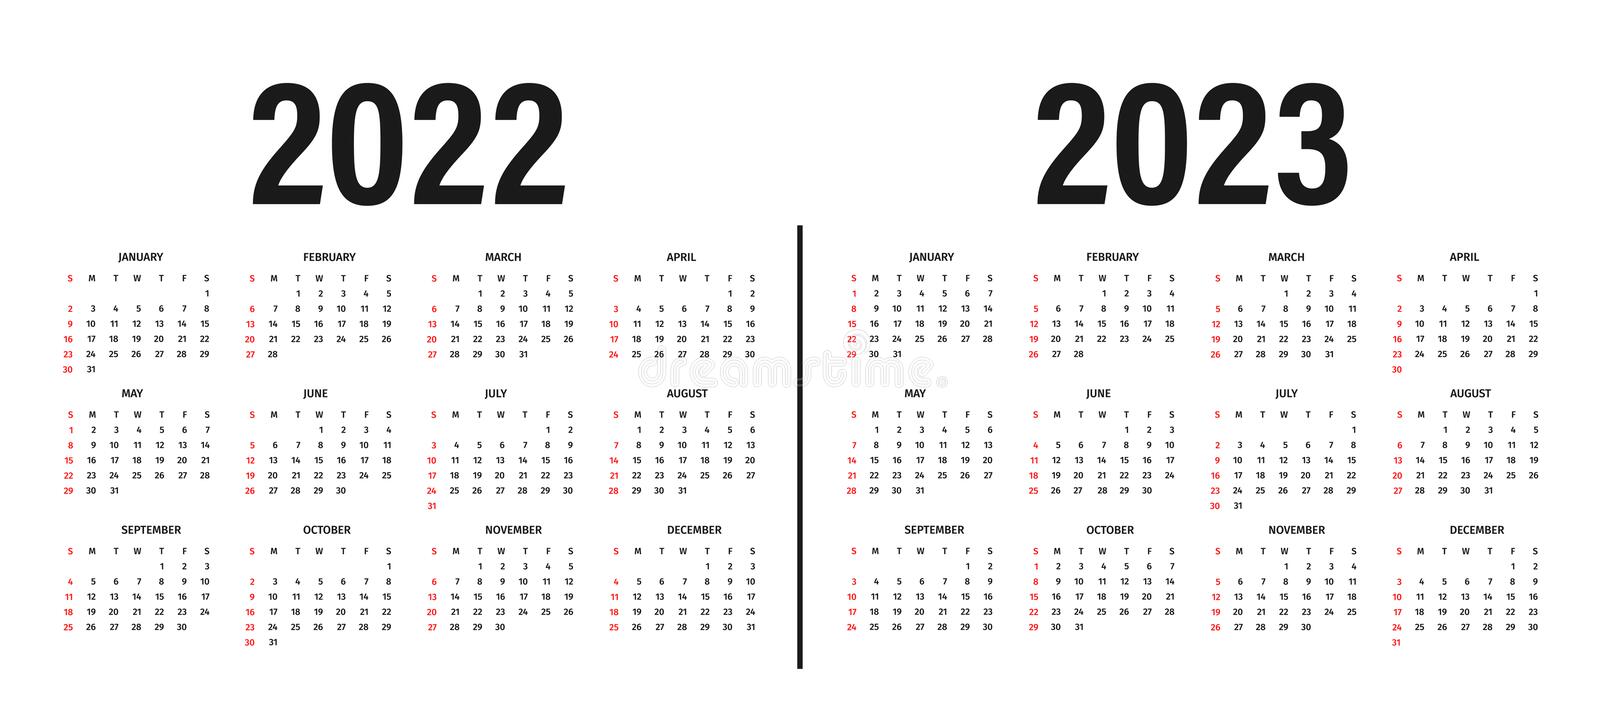 2022
JANUARY
S M T W T F S
1
2 3 4 5 6 7 8
9 10 11 12 13 14 15
16 17 18 19 20 21 22
23 24 25 26 27 28 29
30 31
FEBRUARY
S M T W T F S
1 2 3 4 5
6 7 8 9 10 11 12
13 14 15 16 17 18 19
20 21 22 23 24 25 26
27 28
MARCH
S M T W T F S
1 2 3 4 5
6 7 8 9 10 11 12
13 14 15 16 17 18 19
20 21 22 23 24 25 26
27 28 29 30 31
APRIL
S M T W T F S
1 2
3 4 5 6 7 8 9
10 11 12 13 14 15 16
17 18 19 20 21 22 23
24 25 26 27 28 29 30
MAY
S M T W T F S
1 2 3 4 5 6 7
8 9 10 11 12 13 14
15 16 17 18 19 20 21
22 23 24 25 26 27 28
29 30 31
JUNE
S M T W T F S
1 2 3 4
5 6 7 8 9 10 11
12 13 14 15 16 17 18
19 20 21 22 23 24 25
26 27 28 29 30
JULY
S M T W T F S
1 2
3 4 5 6 7 8 9
10 11 12 13 14 15 16
17 18 19 20 21 22 23
24 25 26 27 28 29 30
31
AUGUST
S M T W T F S
1 2 3 4 5 6
7 8 9 10 11 12 13
14 15 16 17 18 19 20
21 22 23 24 25 26 27
28 29 30 31
SEPTEMBER
S M T W T F S
1 2 3
4 5 6 7 8 9 10
11 12 13 14 15 16 17
18 19 20 21 22 23 24
25 26 27 28 29 30
OCTOBER
S M T W T F S
1
2 3 4 5 6 7 8
9 10 11 12 13 14 15
16 17 18 19 20 21 22
23 24 25 26 27 28 29
30 31
NOVEMBER
S M T W T F S
1 2 3 4 5
6 7 8 9 10 11 12
13 14 15 16 17 18 19
20 21 22 23 24 25 26
27 28 29 30
DECEMBER
S M T W T F S
1 2 3
4 5 6 7 8 9 10
11 12 13 14 15 16 17
18 19 20 21 22 23 24
25 26 27 28 29 30 31
2023
JANUARY
S M T W T F S
1 2 3 4 5 6 7
8 9 10 11 12 13 14
15 16 17 18 19 20 21
22 23 24 25 26 27 28
29 30 31
FEBRUARY
S M T W T F S
1 2 3 4
5 6 7 8 9 10 11
12 13 14 15 16 17 18
19 20 21 22 23 24 25
26 27 28
MARCH
S M T W T F S
1 2 3 4
5 6 7 8 9 10 11
12 13 14 15 16 17 18
19 20 21 22 23 24 25
26 27 28 29 30 31
APRIL
S M T W T F S
1
2 3 4 5 6 7 8
9 10 11 12 13 14 15
16 17 18 19 20 21 22
23 24 25 26 27 28 29
30
MAY
S M T W T F S
1 2 3 4 5 6
7 8 9 10 11 12 13
14 15 16 17 18 19 20
21 22 23 24 25 26 27
28 29 30 31
JUNE
S M T W T F S
1 2 3
4 5 6 7 8 9 10
11 12 13 14 15 16 17
18 19 20 21 22 23 24
25 26 27 28 29 30
JULY
S M T W T F S
1
2 3 4 5 6 7 8
9 10 11 12 13 14 15
16 17 18 19 20 21 22
23 24 25 26 27 28 29
30 31
AUGUST
S M T W T F S
1 2 3 4 5
6 7 8 9 10 11 12
13 14 15 16 17 18 19
20 21 22 23 24 25 26
27 28 29 30 31
SEPTEMBER
S M T W T F S
1 2
3 4 5 6 7 8 9
10 11 12 13 14 15 16
17 18 19 20 21 22 23
24 25 26 27 28 29 30
OCTOBER
S M T W T F S
1 2 3 4 5 6 7
8 9 10 11 12 13 14
15 16 17 18 19 20 21
22 23 24 25 26 27 28
29 30 31
NOVEMBER
S M T W T F S
1 2 3 4
5 6 7 8 9 10 11
12 13 14 15 16 17 18
19 20 21 22 23 24 25
26 27 28 29 30
DECEMBER
S M T W T F S
1 2
3 4 5 6 7 8 9
10 11 12 13 14 15 16
17 18 19 20 21 22 23
24 25 26 27 28 29 30
31
dreamstime.com